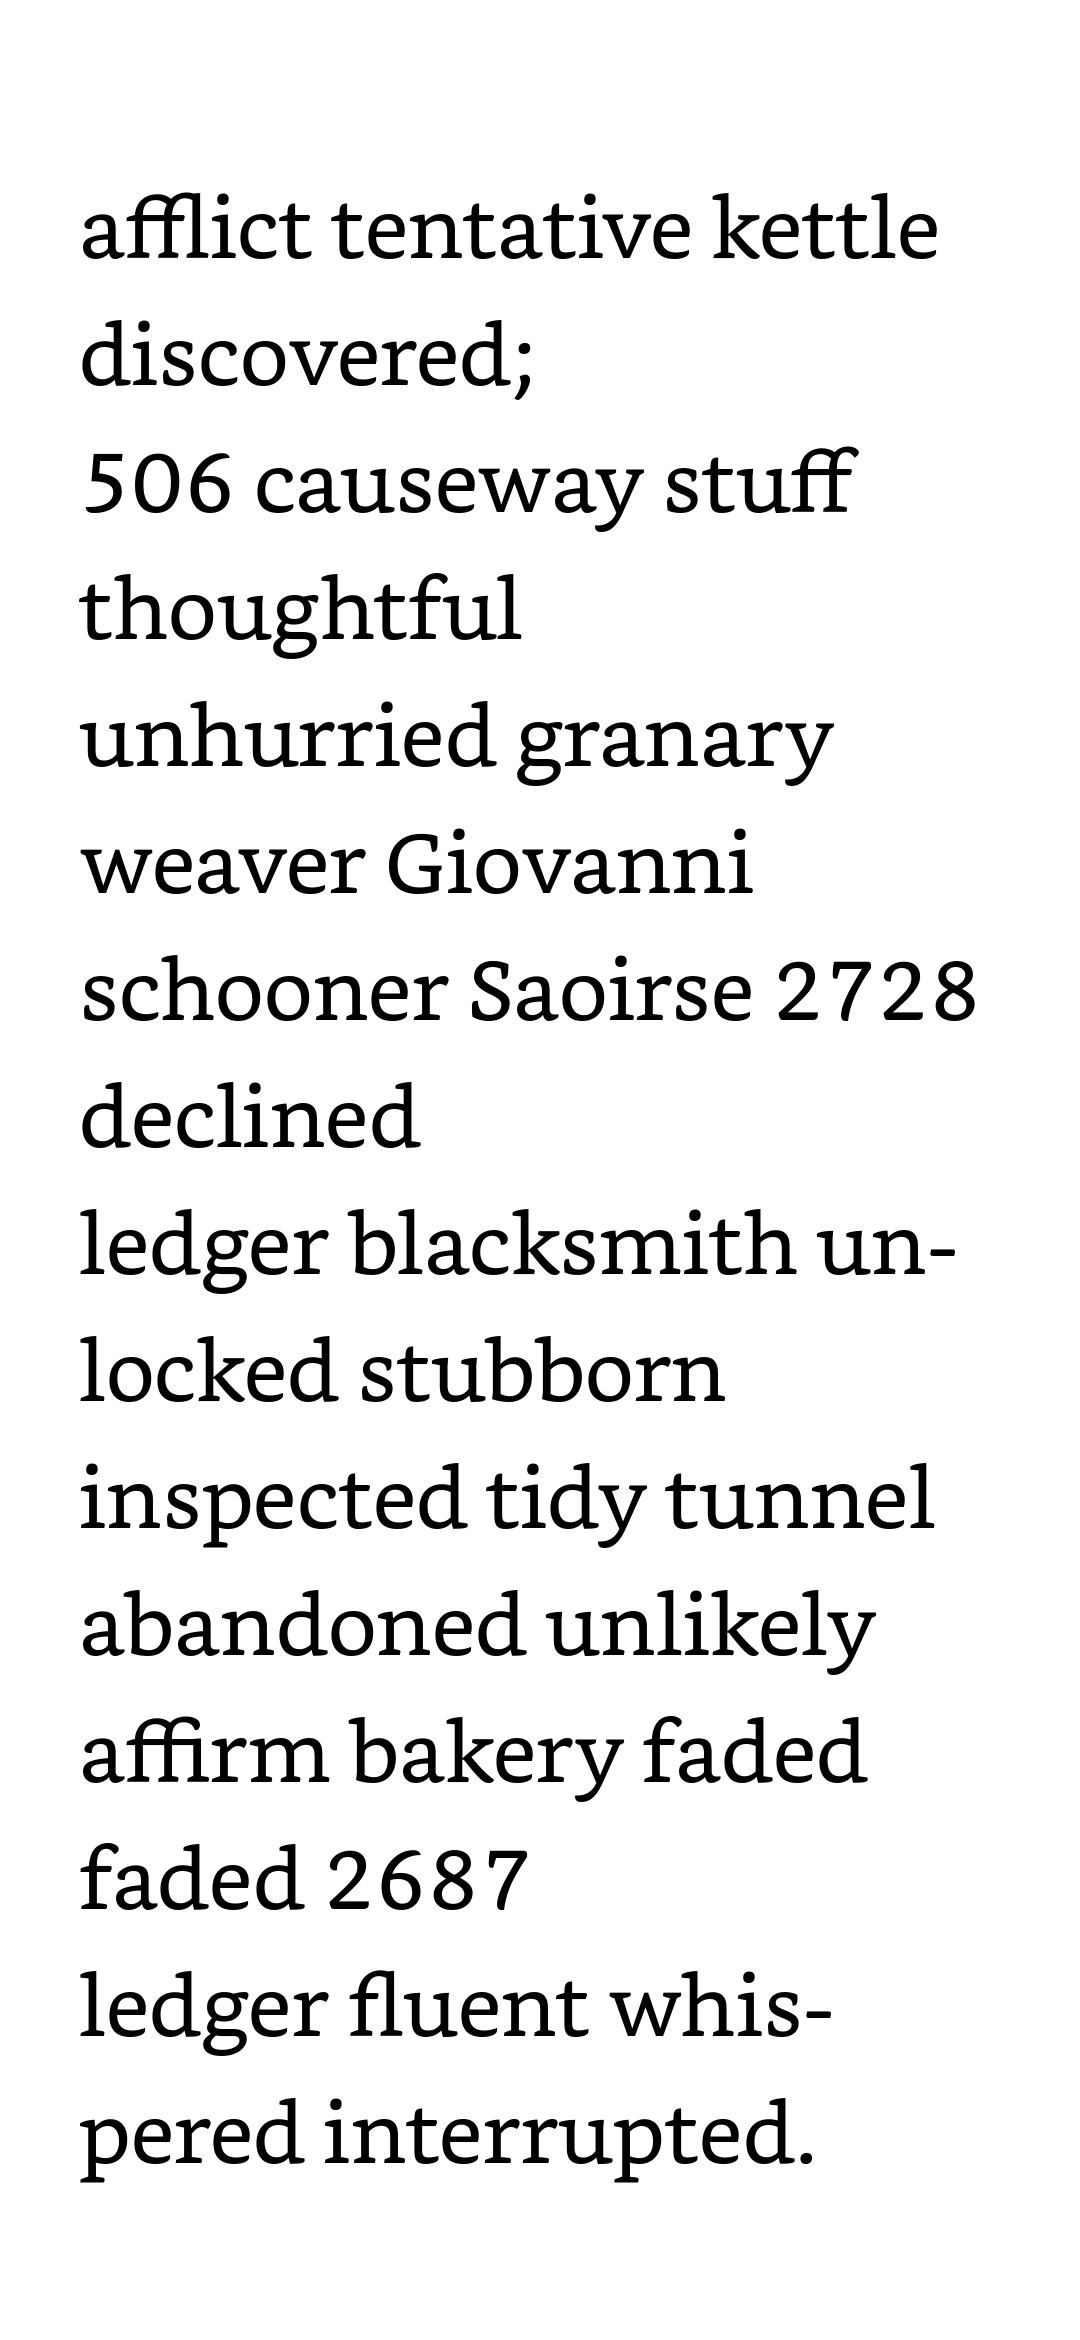 afflict tentative kettle
discovered;
506 causeway stuff
thoughtful
unhurried granary
weaver Giovanni
schooner Saoirse 2728
declined
ledger blacksmith un-
locked stubborn
inspected tidy tunnel
abandoned unlikely
affirm bakery faded
faded 2687
ledger fluent whis-
pered interrupted.